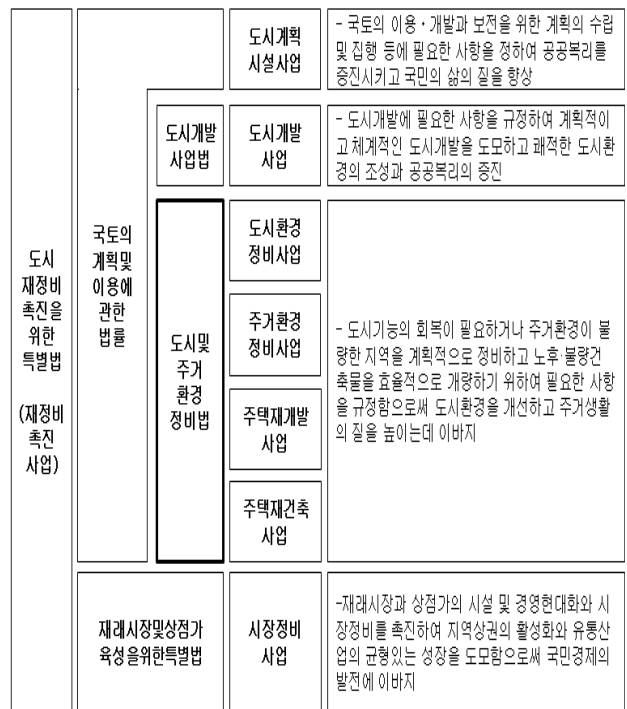 도시
재정비
촉진을
위한
특별법
(재정비
촉진
사업)
국토의
계획및
이용에
관한
법률
도시계획
시설사업
- 국토의 이용·개발과 보전을 위한 계획의 수립
및 집행 등에 필요한 사항을 정하여 공공복리를
증진시키고 국민의 삶의 질을 향상
도시개발
사업법
도시개발
사업
- 도시개발에 필요한 사항을 규정하여 계획적이
고 체계적인 도시개발을 도모하고 쾌적한 도시환
경의 조성과 공공복리의 증진
도시및
주거
환경
정비법
도시환경
정비사업
주거환경
정비사업
주택재개발
사업
주택재건축
사업
- 도시기능의 회복이 필요하거나 주거환경이 불
량한 지역을 계획적으로 정비하고 노후·불량건
축물을 효율적으로 개량하기 위하여 필요한 사항
을 규정함으로써 도시환경을 개선하고 주거생활
의 질을 높이는데 이바지
재래시장및상점가
육성을위한특별법
시장정비
사업
-재래시장과 상점가의 시설 및 경영현대화와 시
장정비를 촉진하여 지역상권의 활성화와 유통산
업의 균형있는 성장을 도모함으로써 국민경제의
발전에 이바지